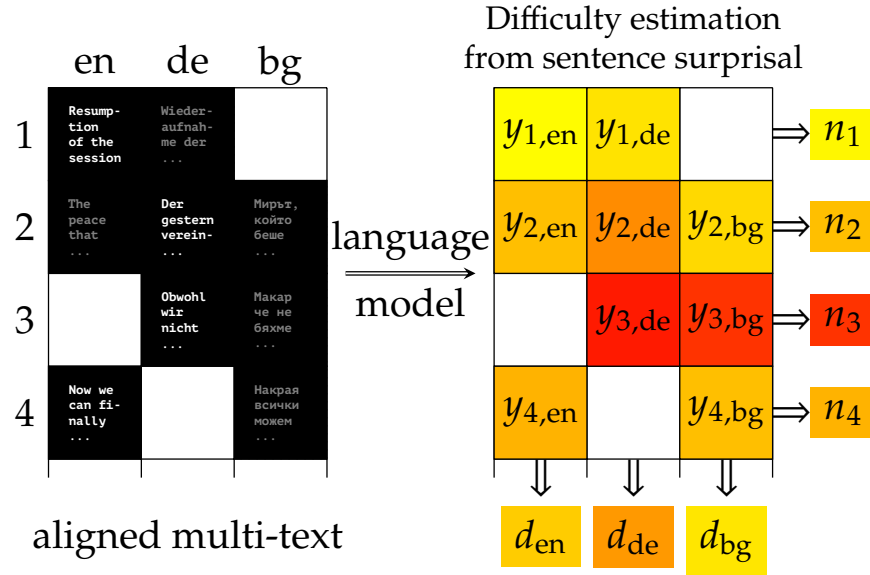 Difficulty estimation
from sentence surprisal
en de bg
1
Resump-
tion
of the
session
Wieder-
aufnah-
me der
...
2
The
peace
that
...
Der
gestern
verein-
...
Мирът,
който
беше
...
3
Obwohl
wir
nicht
...
Макар
че не
бяхме
...
4
Now we
can fi-
nally
...
Накрая
всички
можем
...
aligned multi-text
language
model
y1,en y1,de n1
y2,en y2,de y2,bg n2
y3,de y3,bg n3
y4,en y4,bg n4
den dde dbg